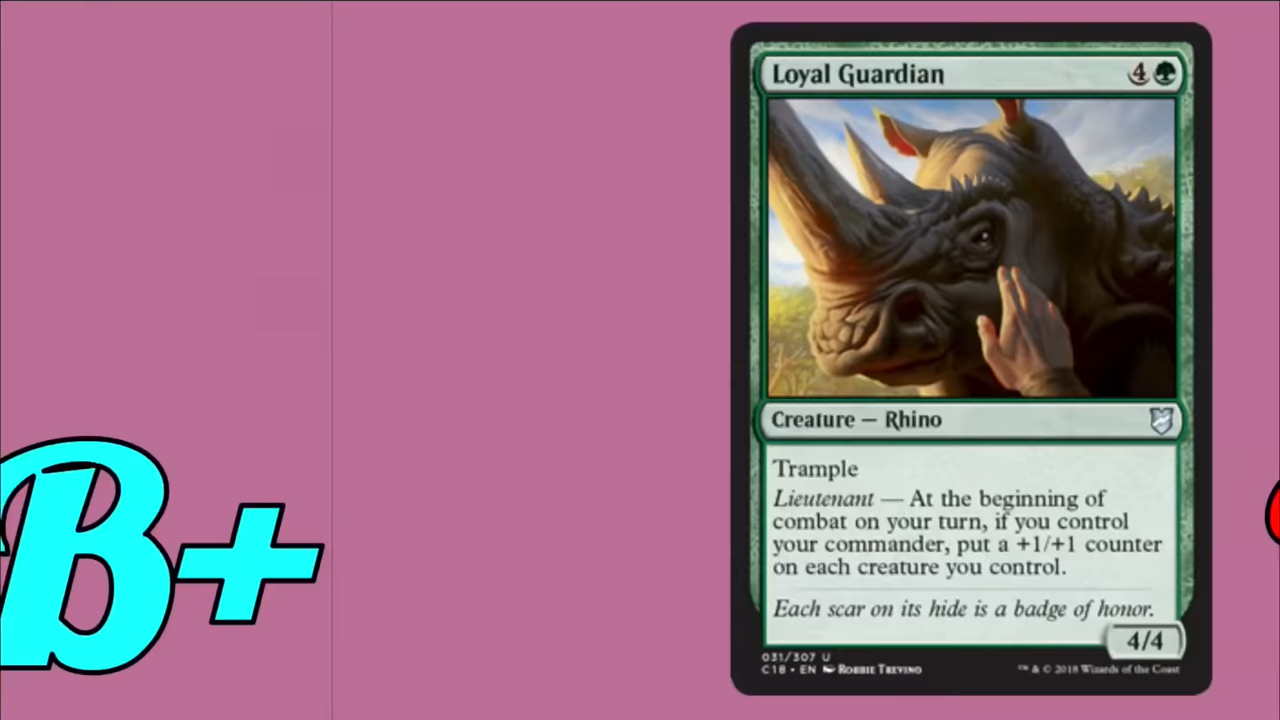 Loyal Guardian 4
B+
Creature — Rhino
Trample
Lieutenant — At the beginning of
combat on your turn, if you control
your commander, put a +1/+1 counter
on each creature you control.
Each scar on its hide is a badge of honor.
4/4
031/307 U
C18 • EN Robbie Trevino
™ & © 2018 Wizards of the Coast